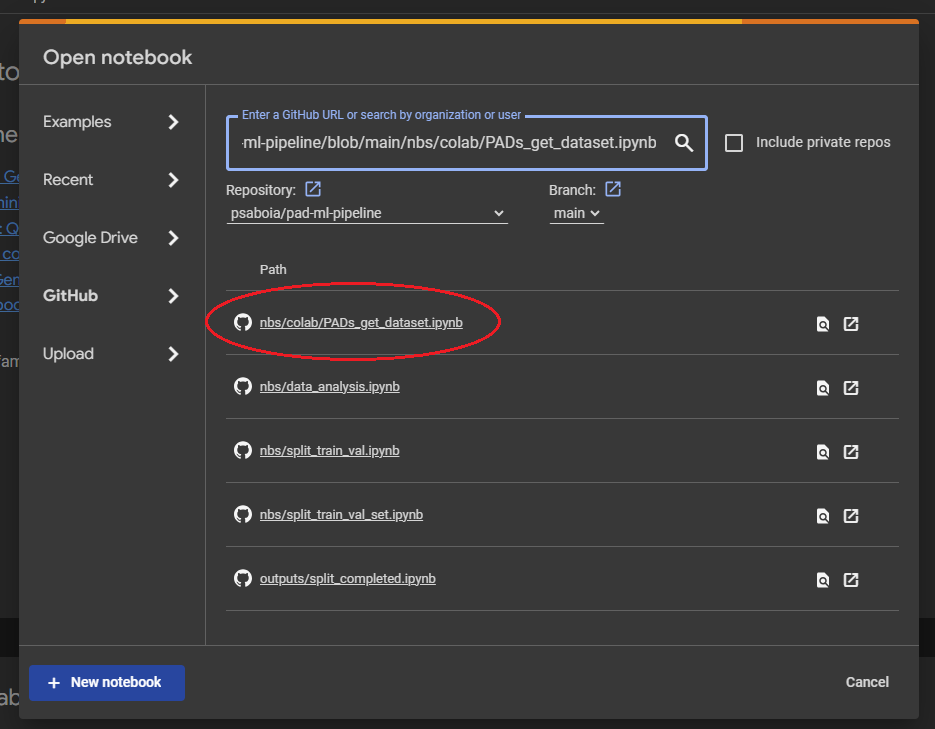 Open notebook
Examples
Recent
Google Drive
GitHub
Upload
Enter a GitHub URL or search by organization or user
-ml-pipeline/blob/main/nbs/colab/PADs_get_dataset.ipynb
Include private repos
Repository:
Branch:
psaboia/pad-ml-pipeline
main
Path
nbs/colab/PADs_get_dataset.ipynb
nbs/data_analysis.ipynb
nbs/split_train_val.ipynb
nbs/split_train_val_set.ipynb
outputs/split_completed.ipynb
+ New notebook
Cancel